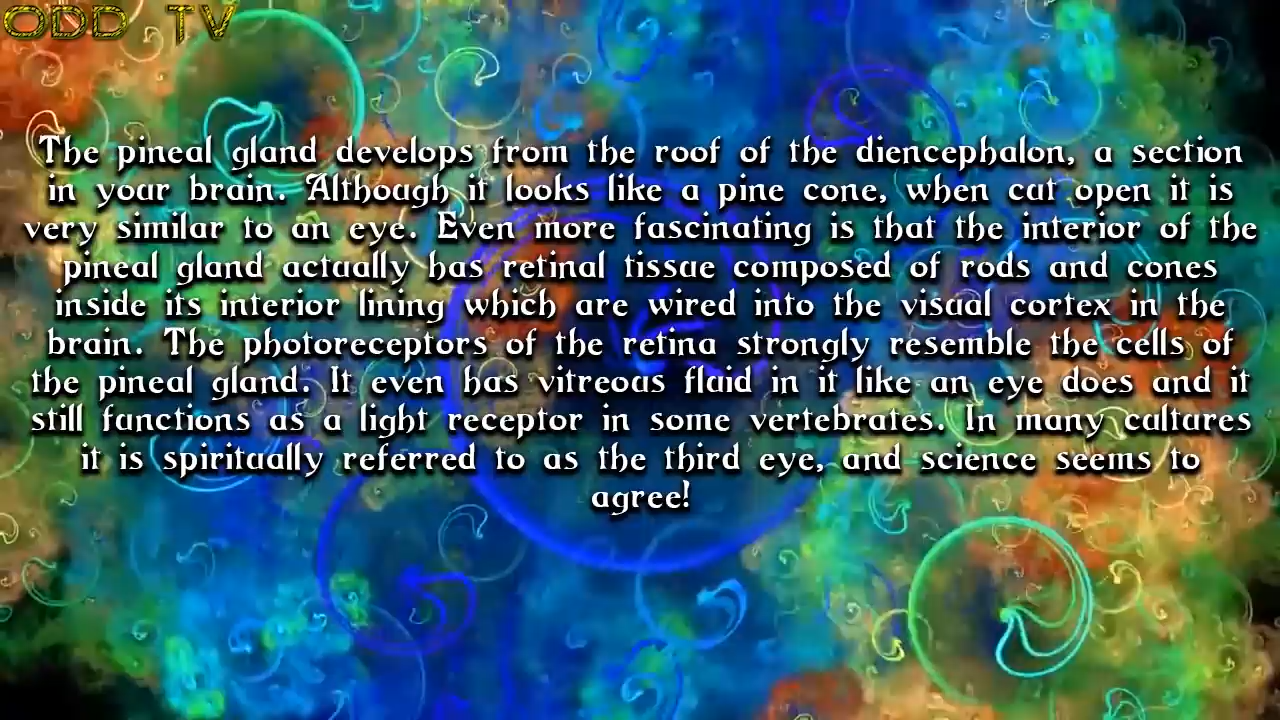 ODD TV
The pineal gland develops from the roof of the diencephalon, a section
in your brain. Although it looks like a pine cone, when cut open it is
very similar to an eye. Even more fascinating is that the interior of the
pineal gland actually has retinal tissue composed of rods and cones
inside its interior lining which are wired into the visual cortex in the
brain. The photoreceptors of the retina strongly resemble the cells of
the pineal gland. It even has vitreous fluid in it like an eye does and it
still functions as a light receptor in some vertebrates. In many cultures
it is spiritually referred to as the third eye, and science seems to
agree!